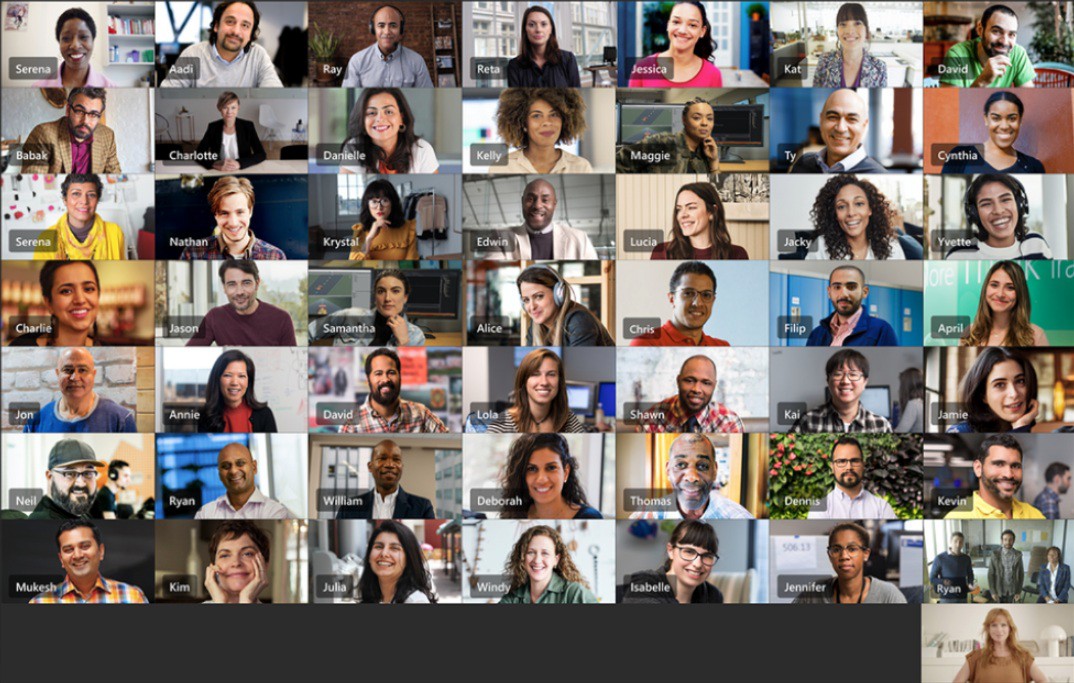 Serena
Aadi
Ray
Reta
Jessica
Kat
David
Babak
Charlotte
Danielle
Kelly
Maggie
Ty
Cynthia
Serena
Nathan
Krystal
Edwin
Lucia
Jacky
Yvette
Charlie
Jason
Samantha
Alice
Chris
Filip
April
Jon
Annie
David
Lola
Shawn
Kai
Jamie
Neil
Ryan
William
Deborah
Thomas
Dennis
Kevin
Mukesh
Kim
Julia
Windy
Isabelle
506:13
Jennifer
Ryan